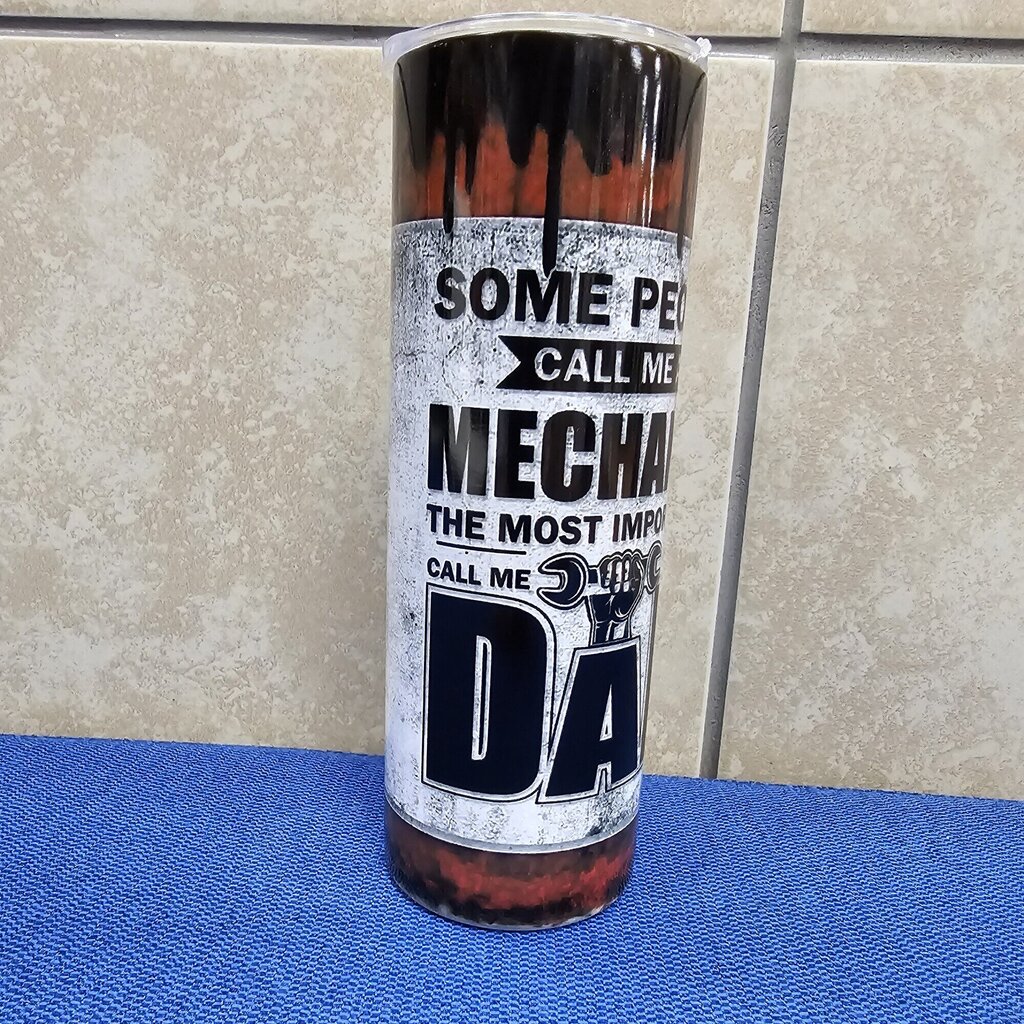 SOME PEO
CALL ME
MECHAN
THE MOST IMPO
CALL ME
DA